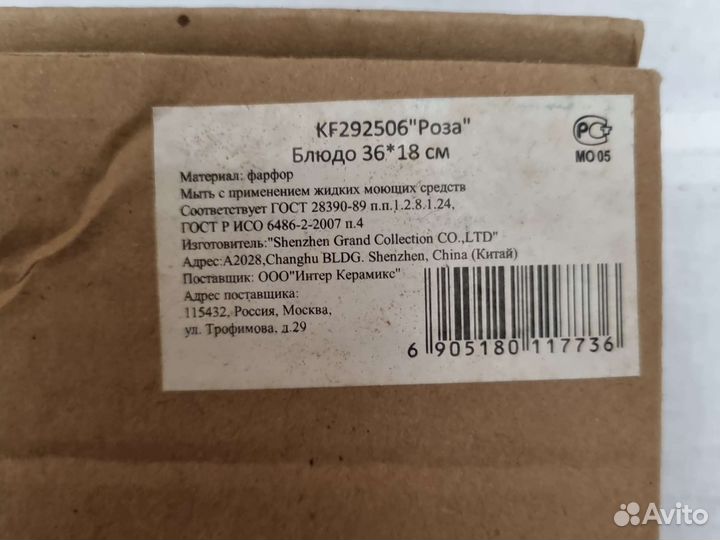 KF292506"Роза"
Блюдо 36*18 см
РСТ
МО 05
Материал: фарфор
Мыть с применением жидких моющих средств
Соответствует ГОСТ 28390-89 п.п.1.2.8.1.24,
ГОСТ Р ИСО 6486-2-2007 п.4
Изготовитель:"Shenzhen Grand Collection CO.,LTD"
Адрес:A2028,Changhu BLDG. Shenzhen, China (Китай)
Поставщик: ООО"Интер Керамикс"
Адрес поставщика:
115432, Россия, Москва,
ул. Трофимова, д.29
6 905180 117736
Avito